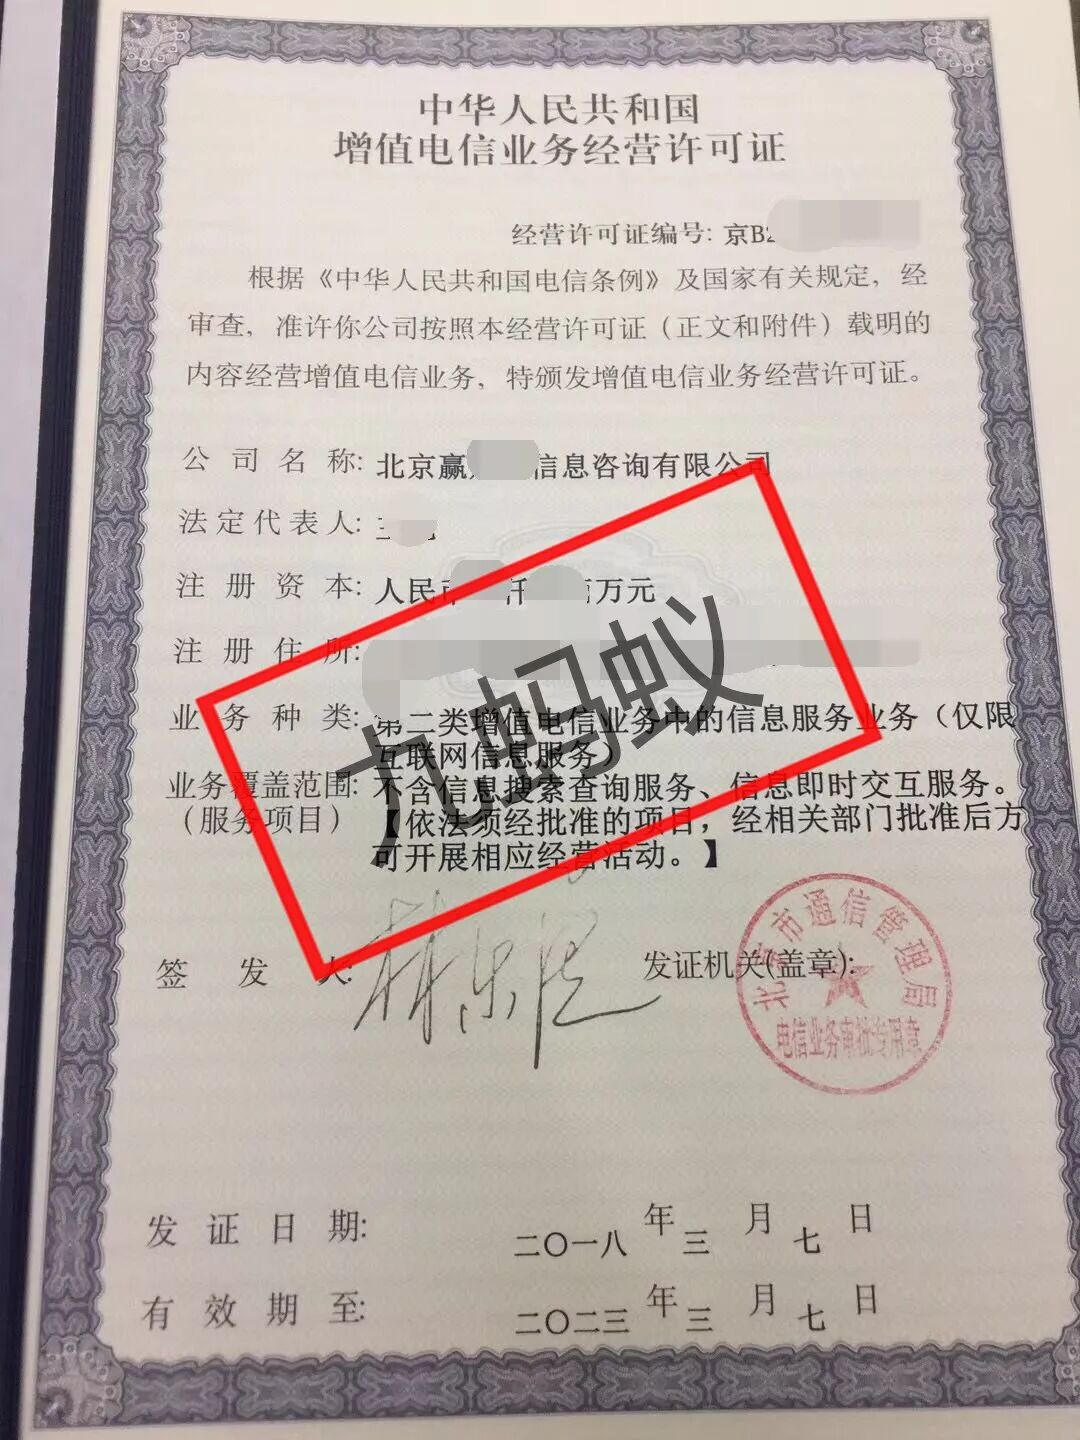 中华人民共和国
增值电信业务经营许可证
经营许可证编号: 京B2
根据《中华人民共和国电信条例》及国家有关规定，经
审查，准许你公司按照本经营许可证（正文和附件）载明的
内容经营增值电信业务，特颁发增值电信业务经营许可证。
公司名称: 北京赢 信息咨询有限公司
法定代表人:
注册资本: 人民币 仟 万元
注册住所:
业务种类: 第二类增值电信业务中的信息服务业务（仅限
互联网信息服务）
业务覆盖范围: 不含信息搜索查询服务、信息即时交互服务。
（服务项目） 【依法须经批准的项目，经相关部门批准后方
可开展相应经营活动。】
九蚂蚁
签发人:
发证机关(盖章):
北京市通信管理局
电信业务审批专用章
发证日期: 二〇一八年三月七日
有效期至: 二〇二三年三月七日